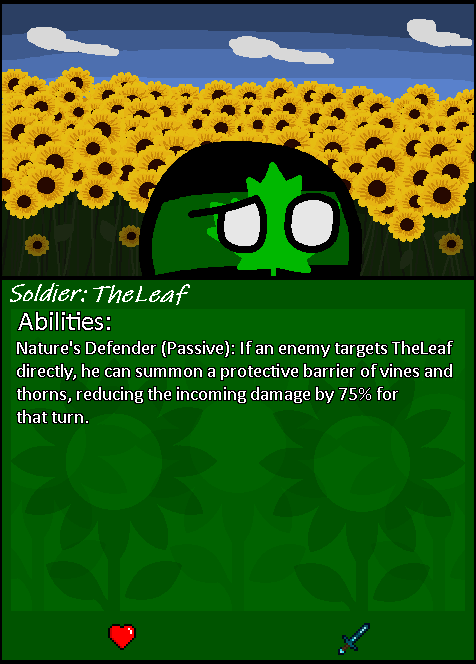 Soldier: TheLeaf
Abilities:
Nature's Defender (Passive): If an enemy targets TheLeaf
directly, he can summon a protective barrier of vines and
thorns, reducing the incoming damage by 75% for
that turn.